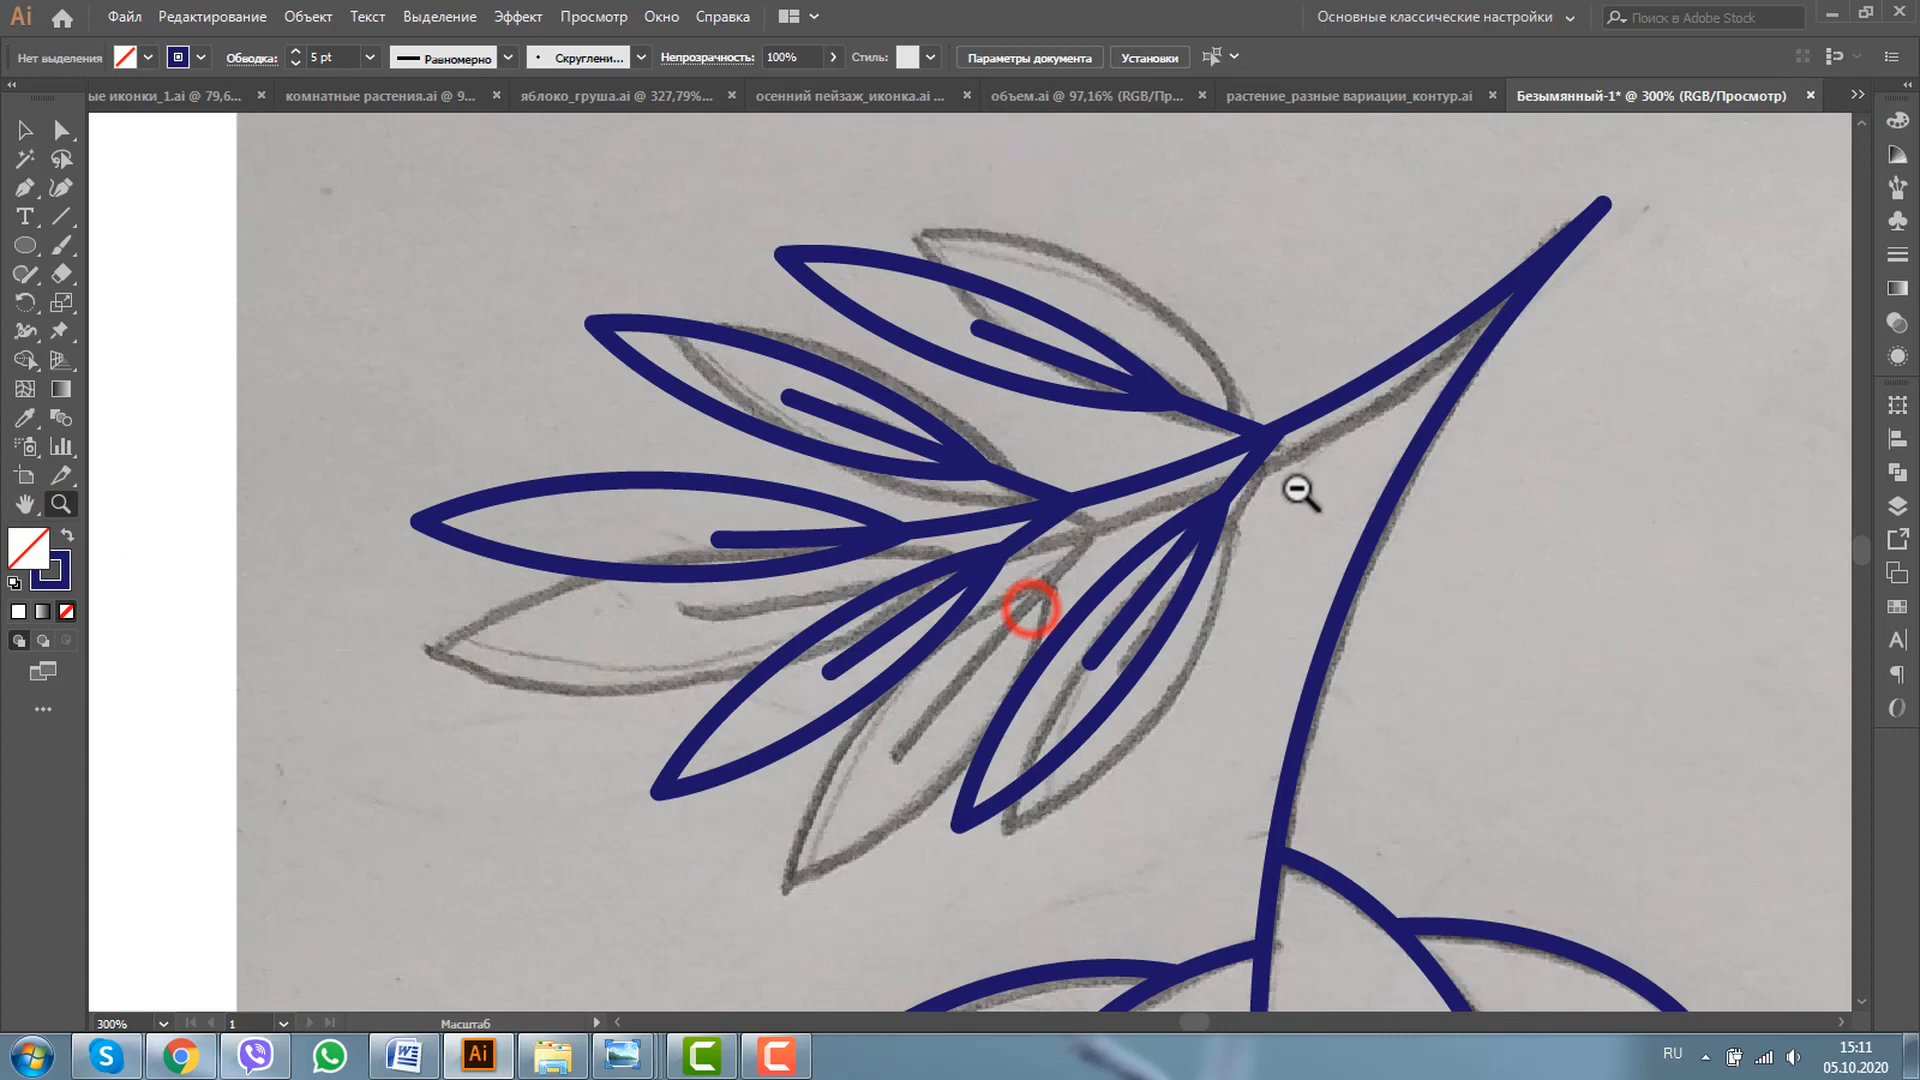 Ai Файл Редактирование Объект Текст Выделение Эффект Просмотр Окно Справка Основные классические настройки Поиск в Adobe Stock
Нет выделения Обводка: 5 pt Равномерно Скруглени... Непрозрачность: 100% Стиль: Параметры документа Установки
ые иконки_1.ai @ 79,6... комнатные растения.ai @ 9... яблоко_груша.ai @ 327,79%... осенний пейзаж_иконка.ai ... объем.ai @ 97,16% (RGB/Пр... растение_разные вариации_контур.ai Безымянный-1* @ 300% (RGB/Просмотр)
300% 1 Масштаб
RU 15:11
05.10.2020